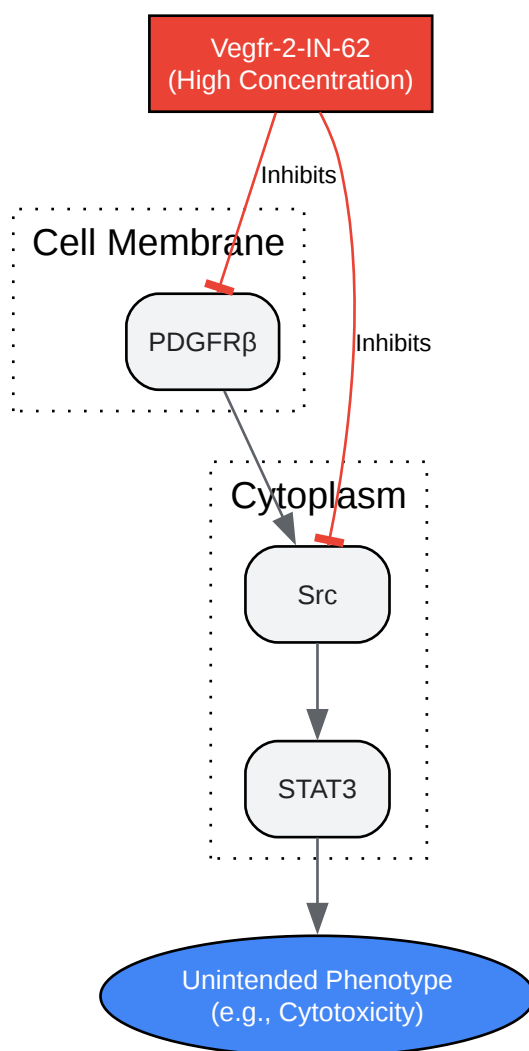 Vegfr-2-IN-62
(High Concentration)
Inhibits
Cell Membrane
PDGFRβ
Inhibits
Cytoplasm
Src
STAT3
Unintended Phenotype
(e.g., Cytotoxicity)